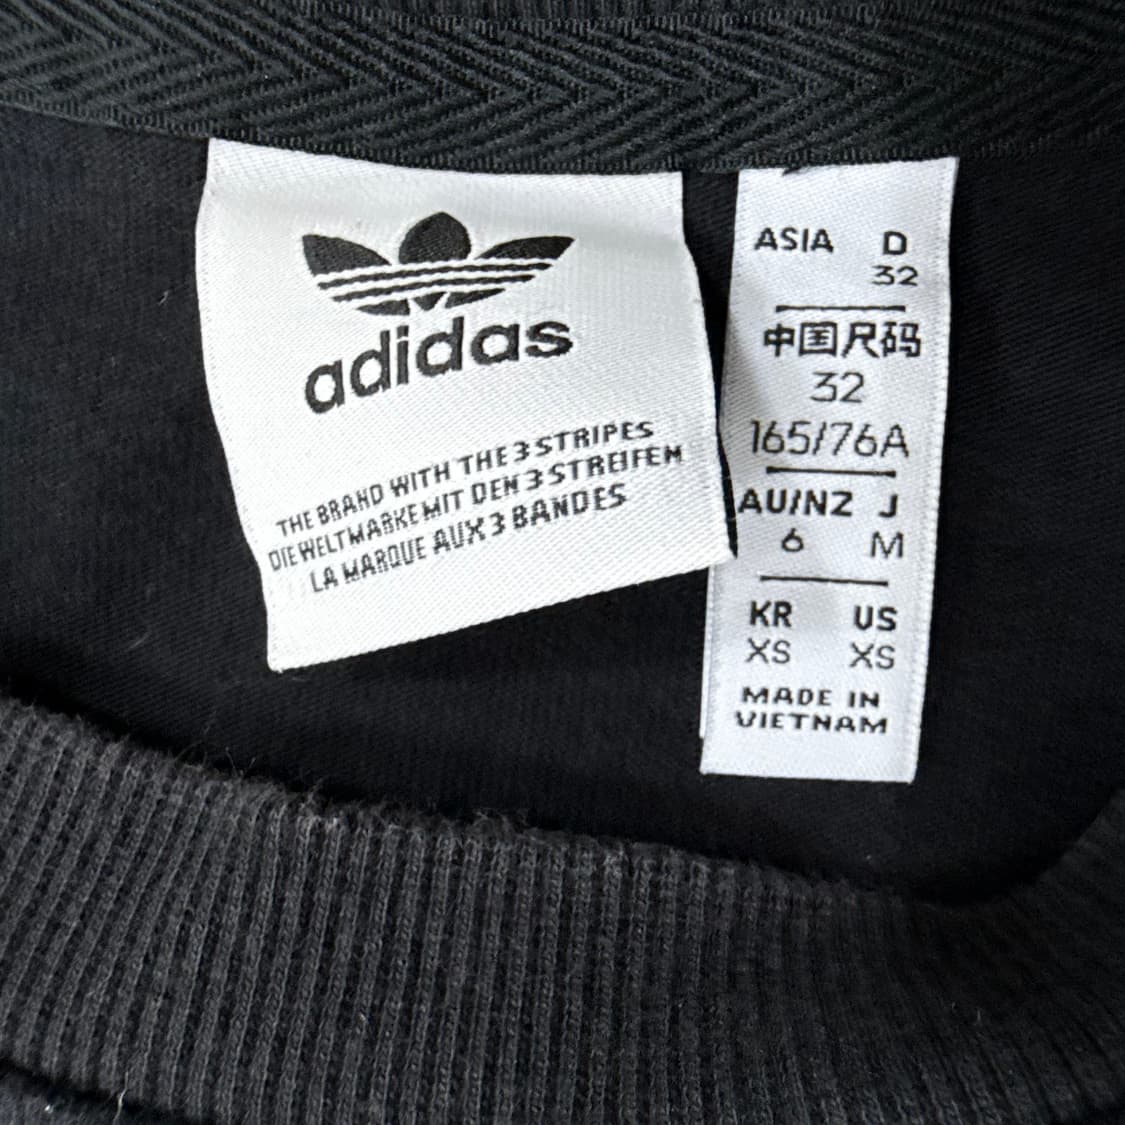 adidas
THE BRAND WITH THE 3 STRIPES
DIE WELTMARKE MIT DEN 3 STREIFEN
LA MARQUE AUX 3 BANDES
ASIA D
32
中国尺码
32
165/76A
AU/NZ J
6 M
KR US
XS XS
MADE IN
VIETNAM